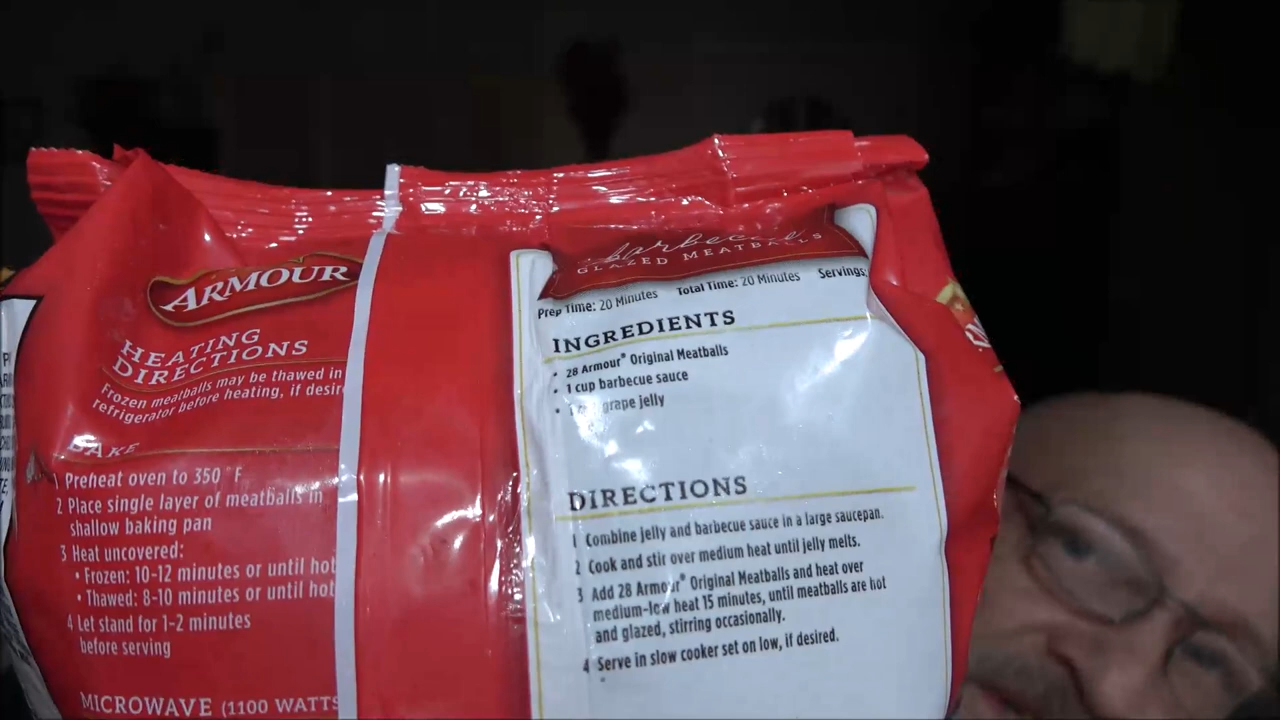 ARMOUR
HEATING
DIRECTIONS
Frozen meatballs may be thawed in
refrigerator before heating, if
BAKE
1 Preheat oven to 350 °F
2 Place single layer of meatballs in
shallow baking pan
3 Heat uncovered:
• Frozen: 10-12 minutes or until hot
• Thawed: 8-10 minutes or until hot
4 Let stand for 1-2 minutes
before serving
MICROWAVE (1100 WATTS
barbecue
GLAZED MEATBALLS
Prep Time: 20 Minutes Total Time: 20 Minutes Servings:
INGREDIENTS
• 28 Armour® Original Meatballs
• 1 cup barbecue sauce
• 1 grape jelly
DIRECTIONS
1 Combine jelly and barbecue sauce in a large saucepan.
2 Cook and stir over medium heat until jelly melts.
3 Add 28 Armour® Original Meatballs and heat over
medium-low heat 15 minutes, until meatballs are hot
and glazed, stirring occasionally.
4 Serve in slow cooker set on low, if desired.